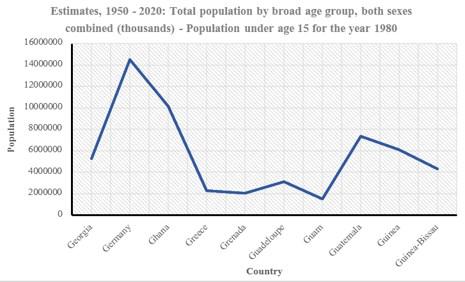 Estimates, 1950 - 2020: Total population by broad age group, both sexes
combined (thousands) - Population under age 15 for the year 1980
Population
16000000
14000000
12000000
10000000
8000000
6000000
4000000
2000000
0
Georgia
Germany
Ghana
Greece
Grenada
Guadeloupe
Guam
Guatemala
Guinea
Guinea-Bissau
Country